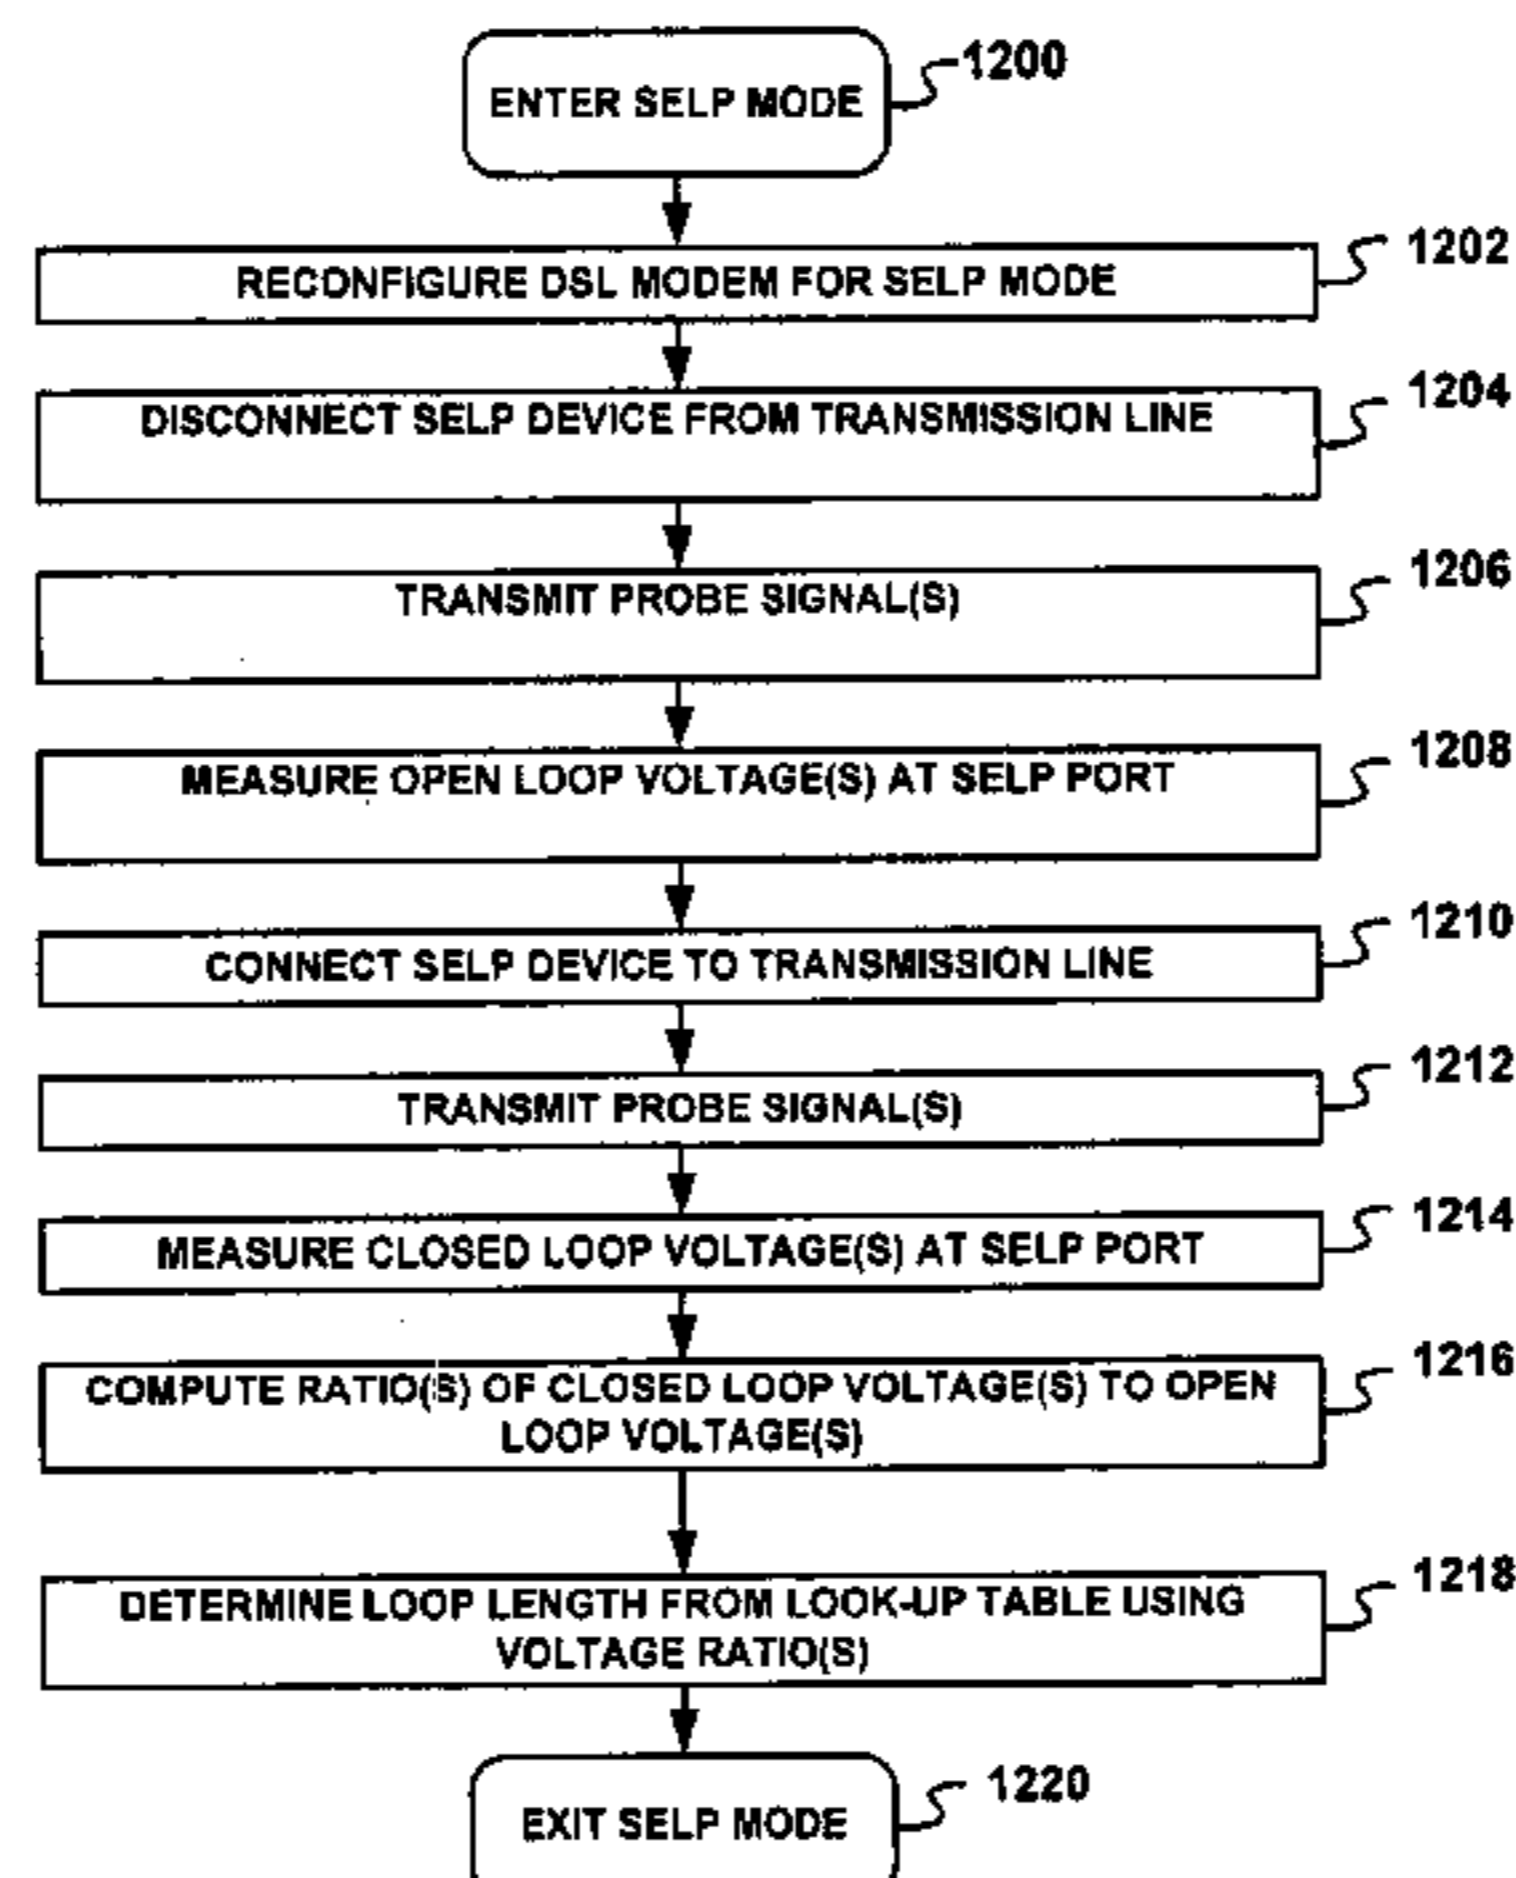 ENTER SELP MODE
1200
RECONFIGURE DSL MODEM FOR SELP MODE
1202
DISCONNECT SELP DEVICE FROM TRANSMISSION LINE
1204
TRANSMIT PROBE SIGNAL(S)
1206
MEASURE OPEN LOOP VOLTAGE(S) AT SELP PORT
1208
CONNECT SELP DEVICE TO TRANSMISSION LINE
1210
TRANSMIT PROBE SIGNAL(S)
1212
MEASURE CLOSED LOOP VOLTAGE(S) AT SELP PORT
1214
COMPUTE RATIO(S) OF CLOSED LOOP VOLTAGE(S) TO OPEN
LOOP VOLTAGE(S)
1216
DETERMINE LOOP LENGTH FROM LOOK-UP TABLE USING
VOLTAGE RATIO(S)
1218
EXIT SELP MODE
1220